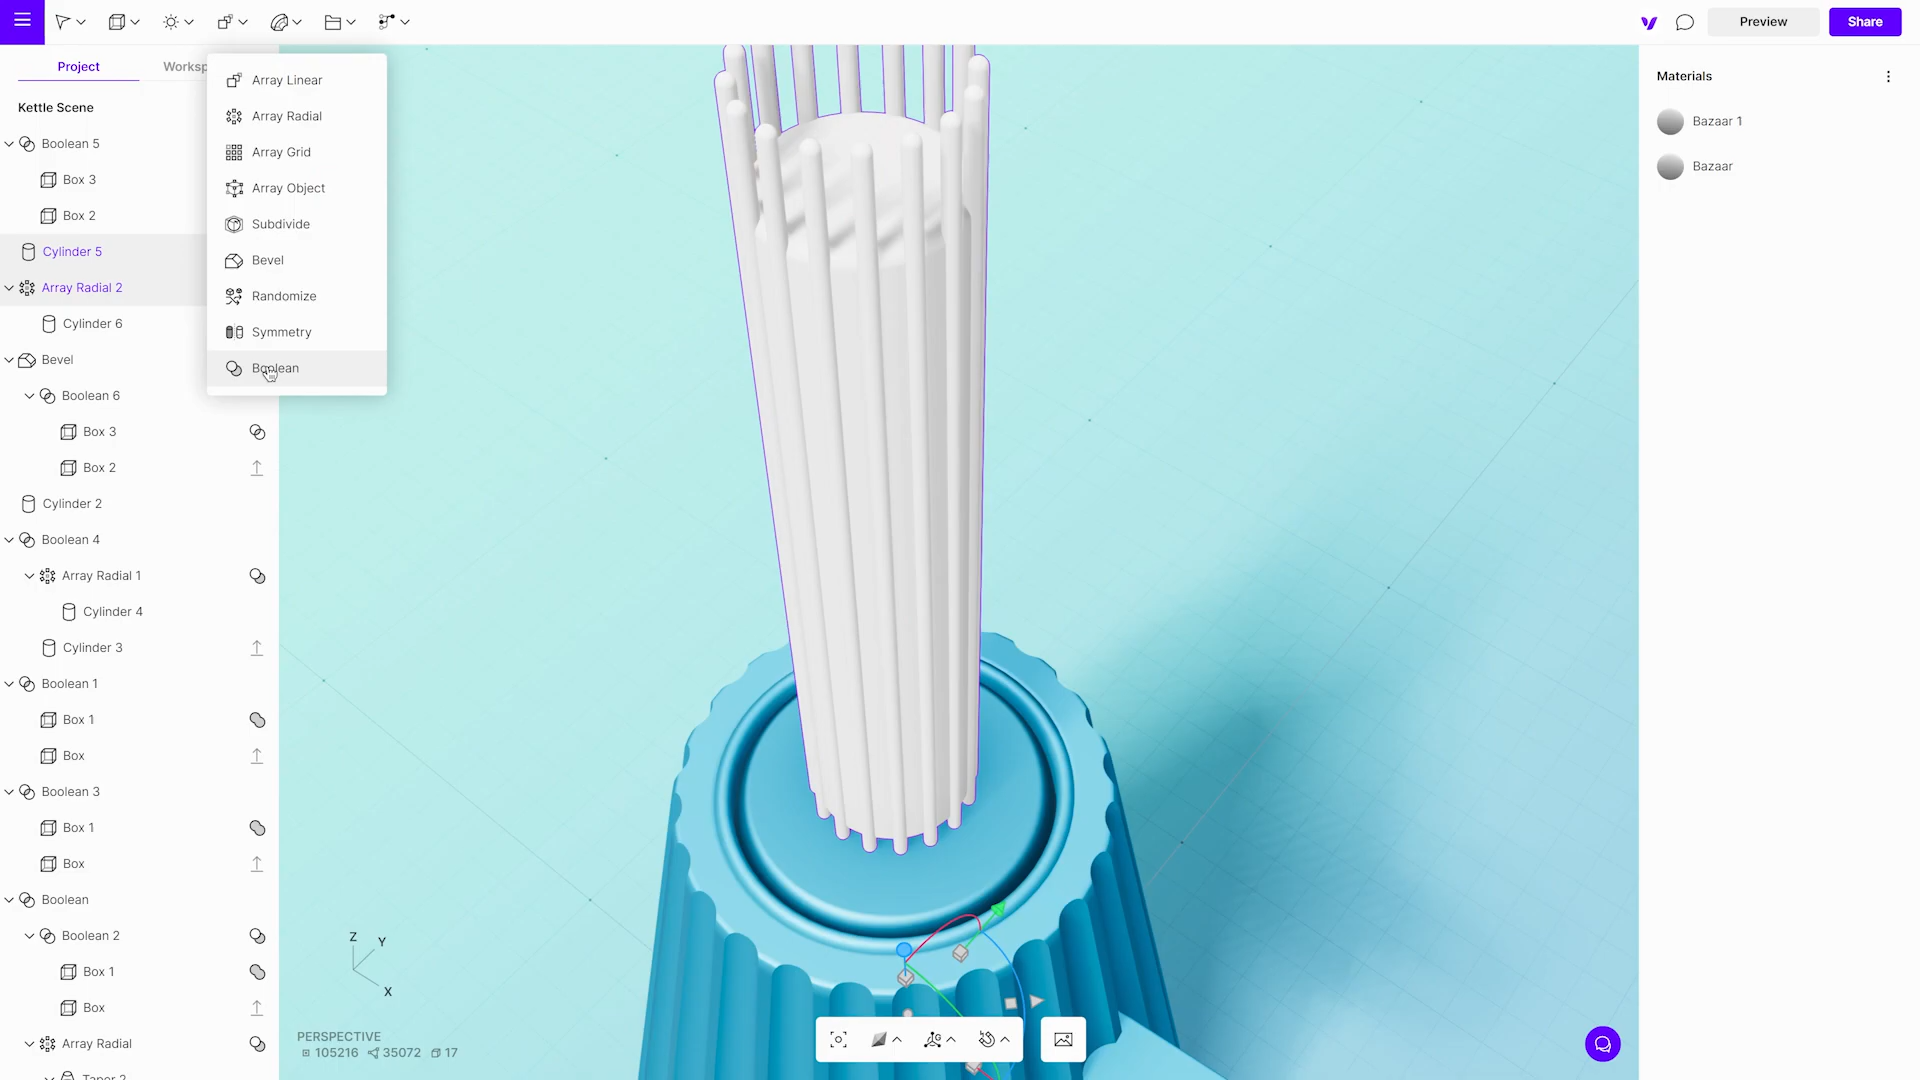 Preview
Share
Project
Worksp
Kettle Scene
Boolean 5
Box 3
Box 2
Cylinder 5
Array Radial 2
Cylinder 6
Bevel
Boolean 6
Box 3
Box 2
Cylinder 2
Boolean 4
Array Radial 1
Cylinder 4
Cylinder 3
Boolean 1
Box 1
Box
Boolean 3
Box 1
Box
Boolean
Boolean 2
Box 1
Box
Array Radial
Taper 2
Array Linear
Array Radial
Array Grid
Array Object
Subdivide
Bevel
Randomize
Symmetry
Boolean
Z
Y
X
PERSPECTIVE
105216 35072 17
Materials
Bazaar 1
Bazaar